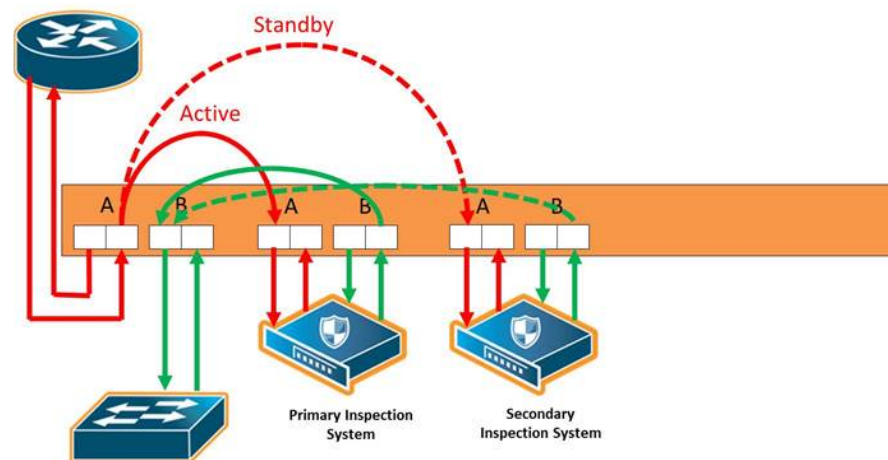 Standby
Active
A B A B A B
Primary Inspection
System
Secondary
Inspection System